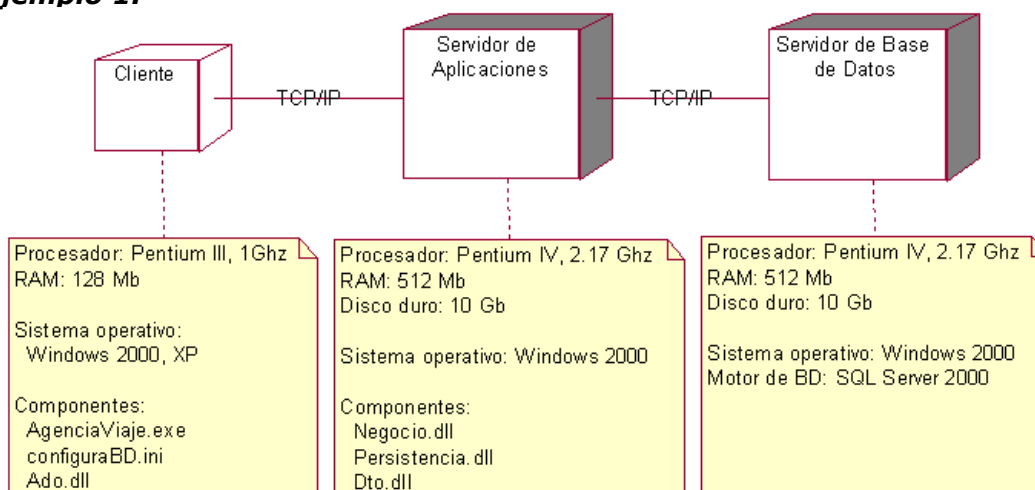 jemplo 1:
Cliente
TCP/IP
Servidor de
Aplicaciones
TCP/IP
Servidor de Base
de Datos
Procesador: Pentium III, 1Ghz
RAM: 128 Mb
Sistema operativo:
Windows 2000, XP
Componentes:
AgenciaViaje.exe
configuraBD.ini
Ado.dll
Procesador: Pentium IV, 2.17 Ghz
RAM: 512 Mb
Disco duro: 10 Gb
Sistema operativo: Windows 2000
Componentes:
Negocio.dll
Persistencia.dll
Dto.dll
Procesador: Pentium IV, 2.17 Ghz
RAM: 512 Mb
Disco duro: 10 Gb
Sistema operativo: Windows 2000
Motor de BD: SQL Server 2000